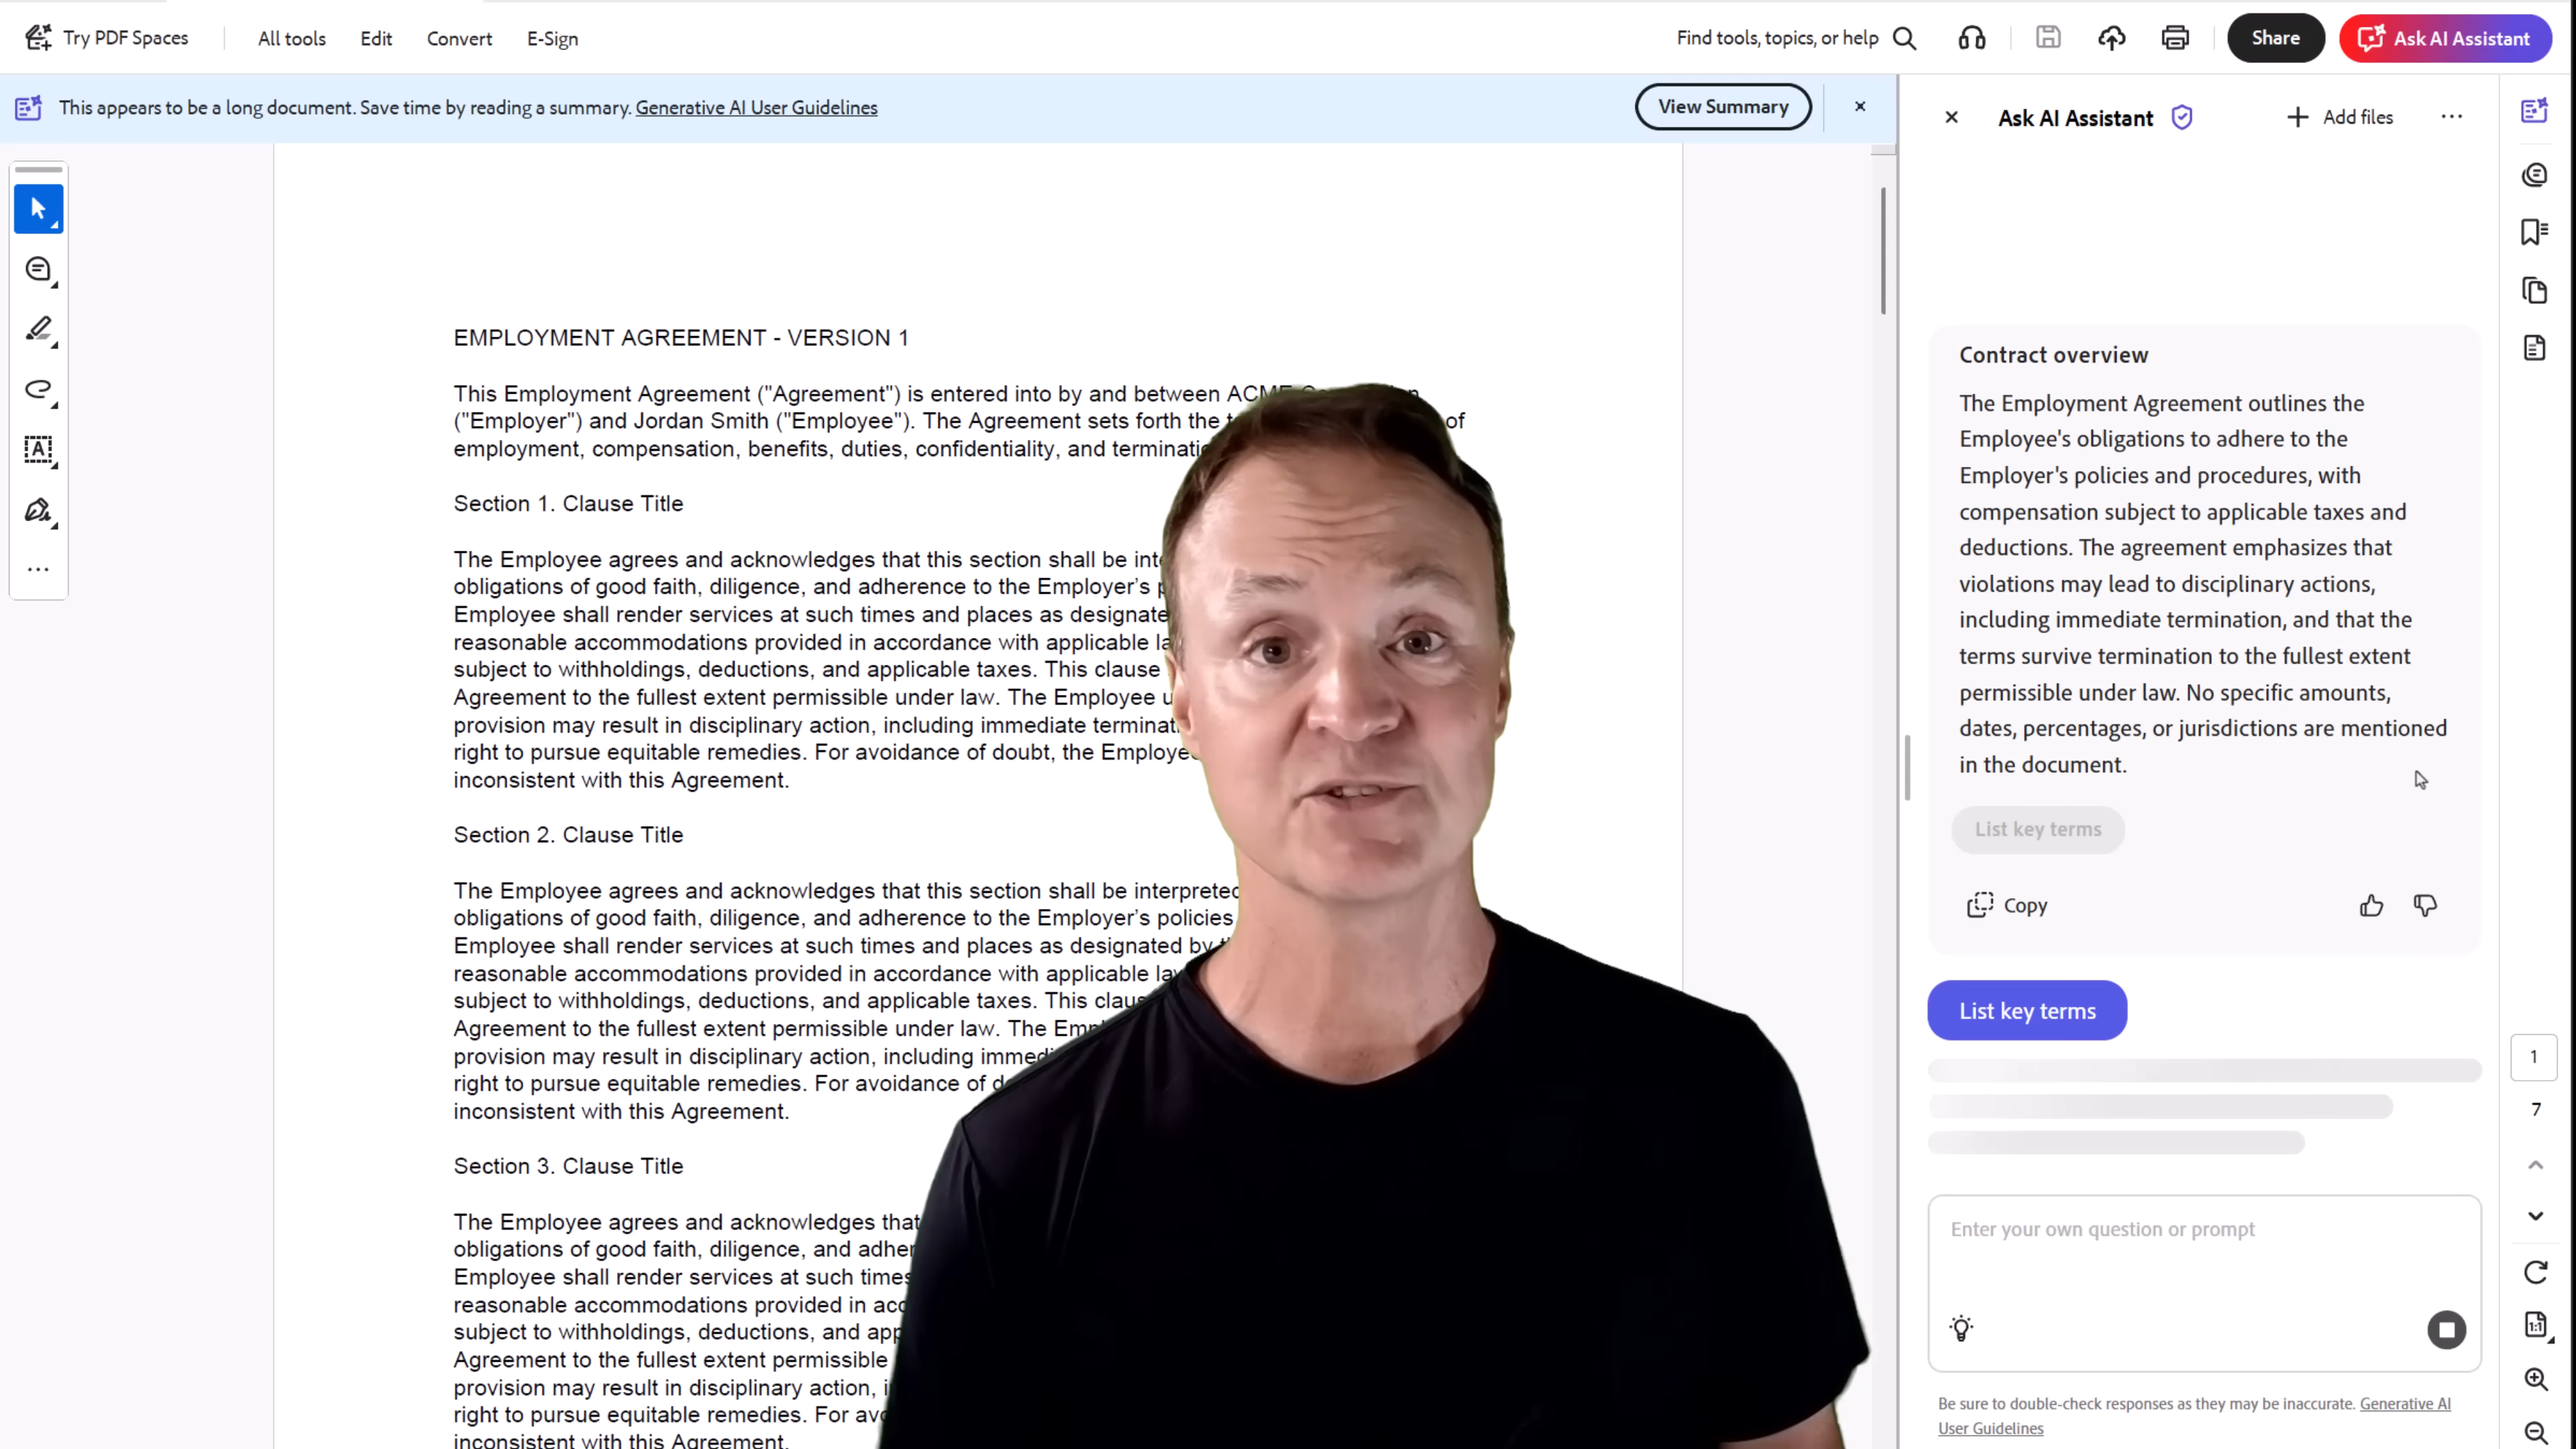 Try PDF Spaces
All tools
Edit
Convert
E-Sign
Find tools, topics, or help
Share
Ask AI Assistant
This appears to be a long document. Save time by reading a summary. Generative AI User Guidelines
View Summary
EMPLOYMENT AGREEMENT - VERSION 1
This Employment Agreement ("Agreement") is entered into by and between ACME
("Employer") and Jordan Smith ("Employee"). The Agreement sets forth the of
employment, compensation, benefits, duties, confidentiality, and
Section 1. Clause Title
The Employee agrees and acknowledges that this section shall be
obligations of good faith, diligence, and adherence to the Employer's
Employee shall render services at such times and places as
reasonable accommodations provided in accordance with applicable
subject to withholdings, deductions, and applicable taxes. This clause
Agreement to the fullest extent permissible under law. The Employee
provision may result in disciplinary action, including immediate
right to pursue equitable remedies. For avoidance of doubt, the
inconsistent with this Agreement.
Section 2. Clause Title
The Employee agrees and acknowledges that this section shall be interpreted
obligations of good faith, diligence, and adherence to the Employer's policies
Employee shall render services at such times and places as designated by
reasonable accommodations provided in accordance with applicable
subject to withholdings, deductions, and applicable taxes. This
Agreement to the fullest extent permissible under law. The
provision may result in disciplinary action, including
right to pursue equitable remedies. For avoidance of
inconsistent with this Agreement.
Section 3. Clause Title
The Employee agrees and acknowledges that
obligations of good faith, diligence, and
Employee shall render services at such times
reasonable accommodations provided in
subject to withholdings, deductions, and
Agreement to the fullest extent permissible
provision may result in disciplinary action,
right to pursue equitable remedies. For
inconsistent with this Agreement.
Ask AI Assistant
Add files
Contract overview
The Employment Agreement outlines the
Employee's obligations to adhere to the
Employer's policies and procedures, with
compensation subject to applicable taxes and
deductions. The agreement emphasizes that
violations may lead to disciplinary actions,
including immediate termination, and that the
terms survive termination to the fullest extent
permissible under law. No specific amounts,
dates, percentages, or jurisdictions are mentioned
in the document.
List key terms
Copy
List key terms
Enter your own question or prompt
Be sure to double-check responses as they may be inaccurate. Generative AI
User Guidelines
1
7
1:1